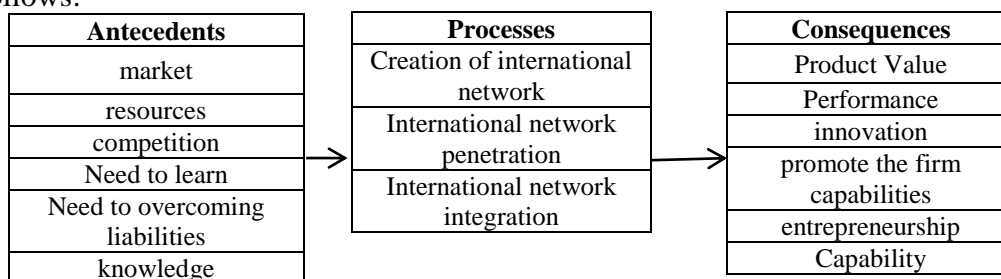 ollows:
Antecedents
market
resources
competition
Need to learn
Need to overcoming
liabilities
knowledge
Processes
Creation of international
network
International network
penetration
International network
integration
Consequences
Product Value
Performance
innovation
promote the firm
capabilities
entrepreneurship
Capability